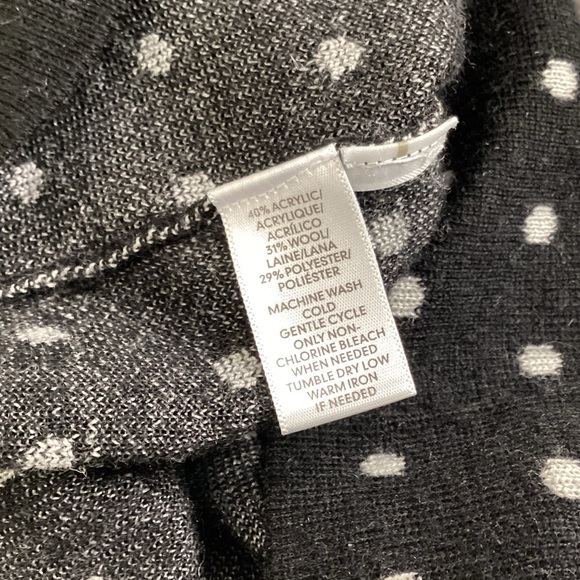 40% ACRYLIC/
ACRYLIQUE/
ACRÍLICO
31% WOOL/
LAINE/LANA
29% POLYESTER/
POLIÉSTER
MACHINE WASH
COLD
GENTLE CYCLE
ONLY NON-
CHLORINE BLEACH
WHEN NEEDED
TUMBLE DRY LOW
WARM IRON
IF NEEDED